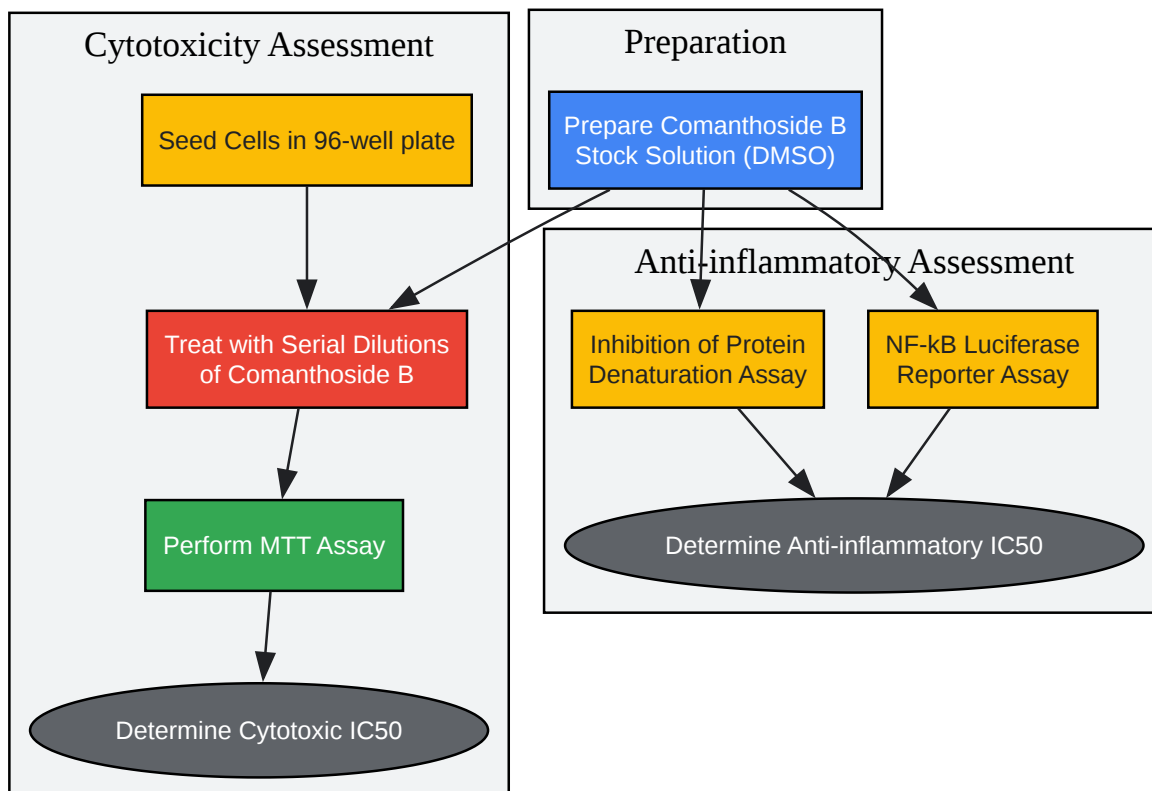 Cytotoxicity Assessment
Seed Cells in 96-well plate
Treat with Serial Dilutions
of Comanthoside B
Perform MTT Assay
Determine Cytotoxic IC50
Preparation
Prepare Comanthoside B
Stock Solution (DMSO)
Anti-inflammatory Assessment
Inhibition of Protein
Denaturation Assay
NF-kB Luciferase
Reporter Assay
Determine Anti-inflammatory IC50